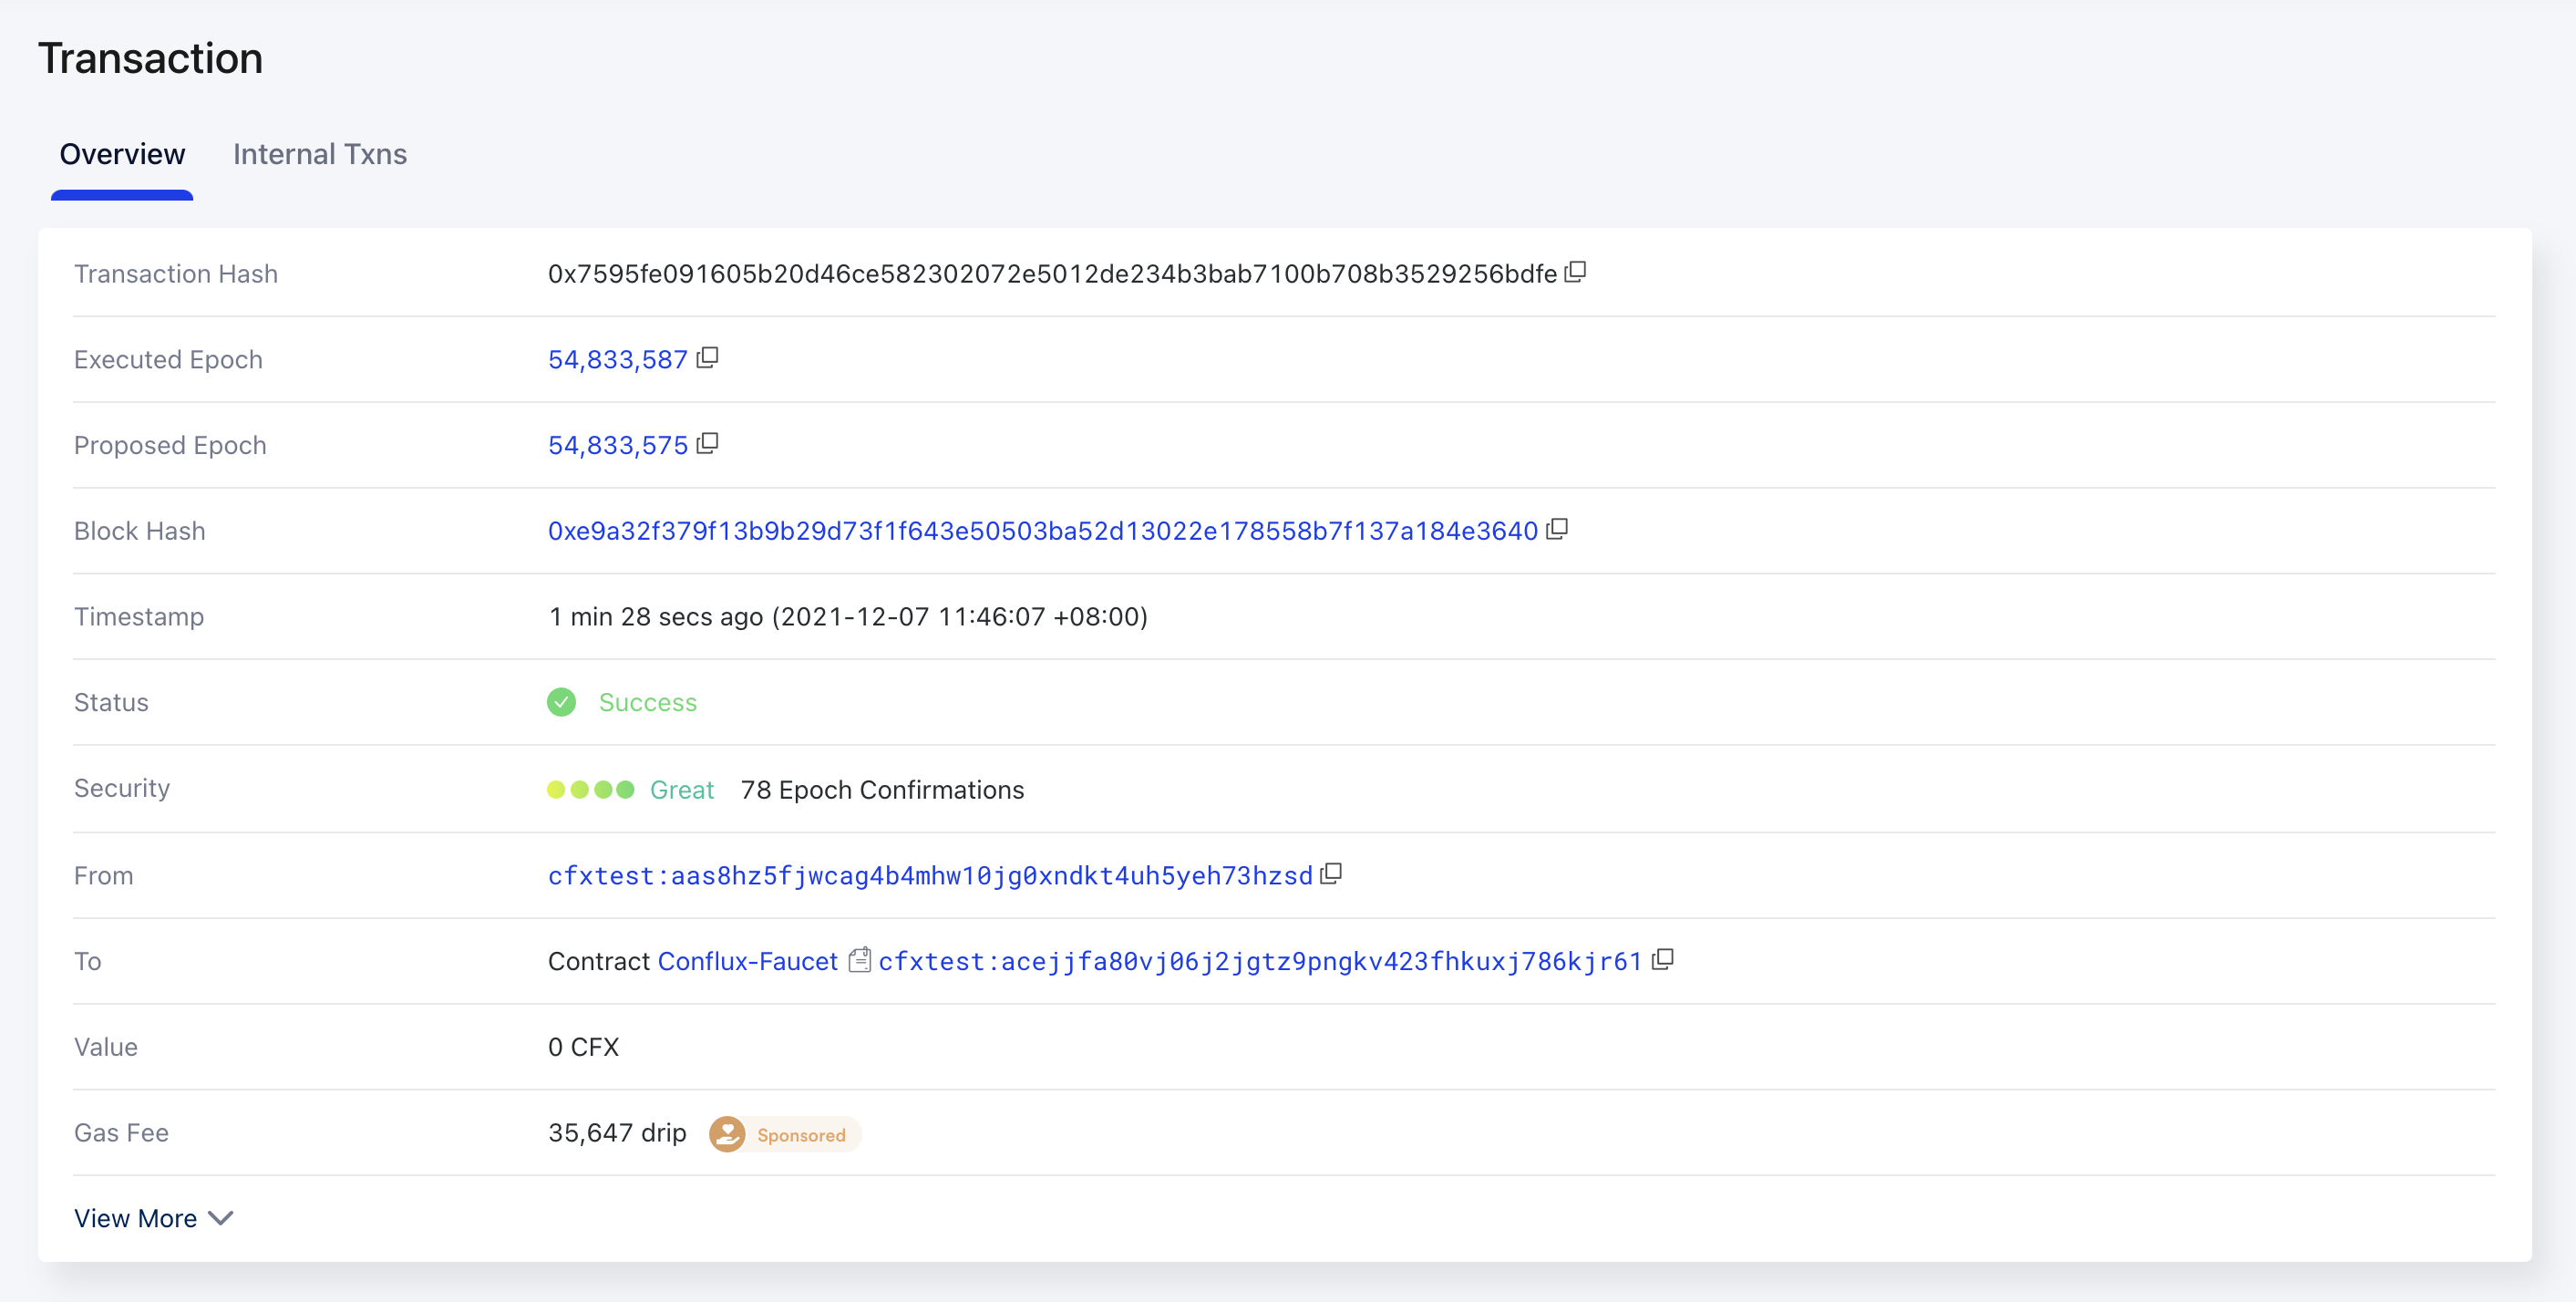 Transaction
Overview Internal Txns
Transaction Hash 0x7595fe091605b20d46ce582302072e5012de234b3bab7100b708b3529256bdfe
Executed Epoch 54,833,587
Proposed Epoch 54,833,575
Block Hash 0xe9a32f379f13b9b29d73f1f643e50503ba52d13022e178558b7f137a184e3640
Timestamp 1 min 28 secs ago (2021-12-07 11:46:07 +08:00)
Status Success
Security Great 78 Epoch Confirmations
From cfxtest:aas8hz5fjwcag4b4mhw10jg0xndkt4uh5yeh73hzsd
To Contract Conflux-Faucet cfxtest:acejjfa80vj06j2jgtz9pngkv423fhkuxj786kjr61
Value 0 CFX
Gas Fee 35,647 drip Sponsored
View More